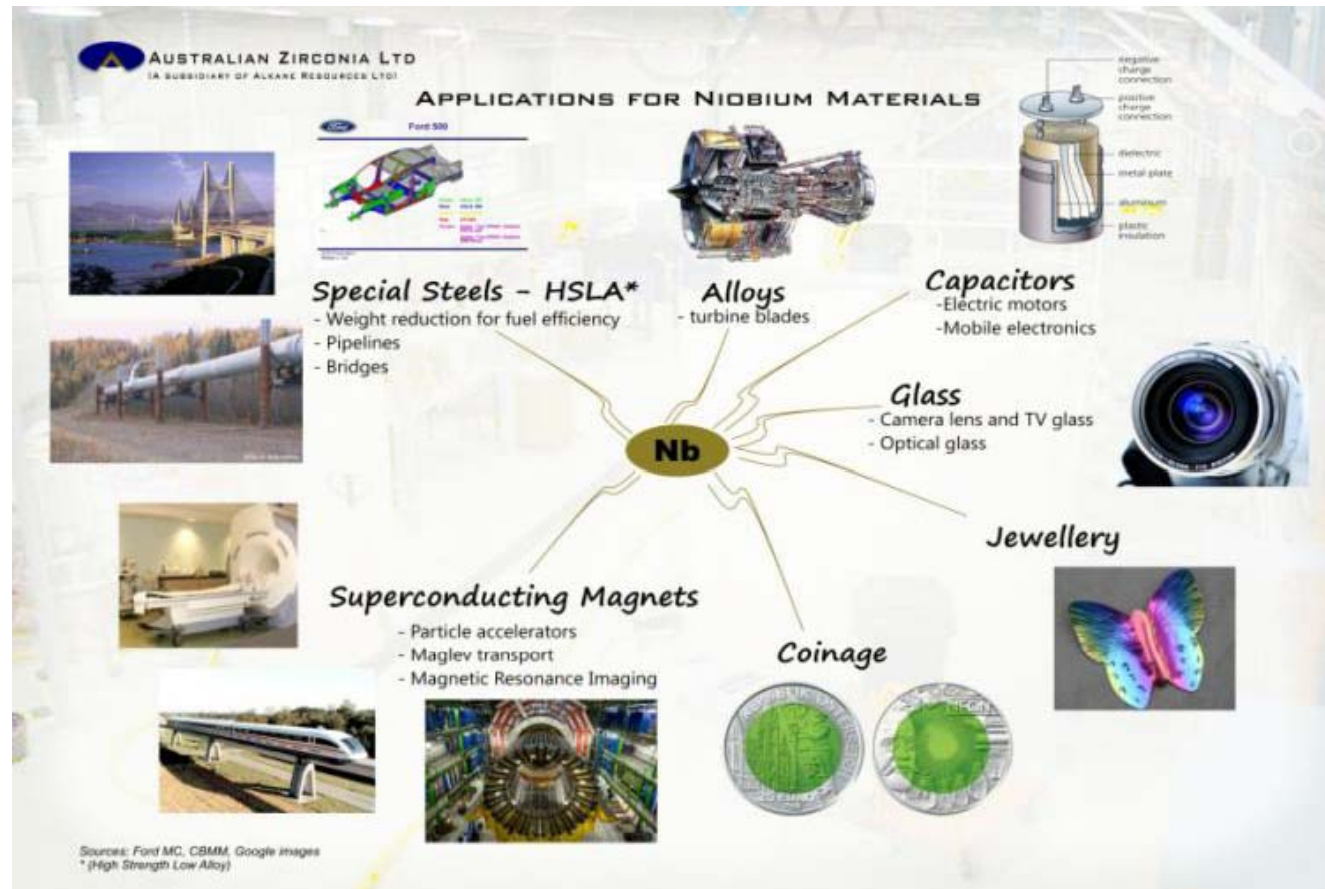 AUSTRALIAN ZIRCONIA LTD
(A SUBSIDIARY OF ALKANE RESOURCES LTD)
APPLICATIONS FOR NIOBIUM MATERIALS
Ford
Ford 500
negative
charge
connection
positive
charge
connection
dielectric
metal plate
aluminum
plastic
insulation
Special Steels - HSLA*
- Weight reduction for fuel efficiency
- Pipelines
- Bridges
Alloys
- turbine blades
Capacitors
-Electric motors
-Mobile electronics
Glass
- Camera lens and TV glass
- Optical glass
Nb
Jewellery
Superconducting Magnets
- Particle accelerators
- Maglev transport
- Magnetic Resonance Imaging
Coinage
Sources: Ford MC, CBMM, Google images
* (High Strength Low Alloy)